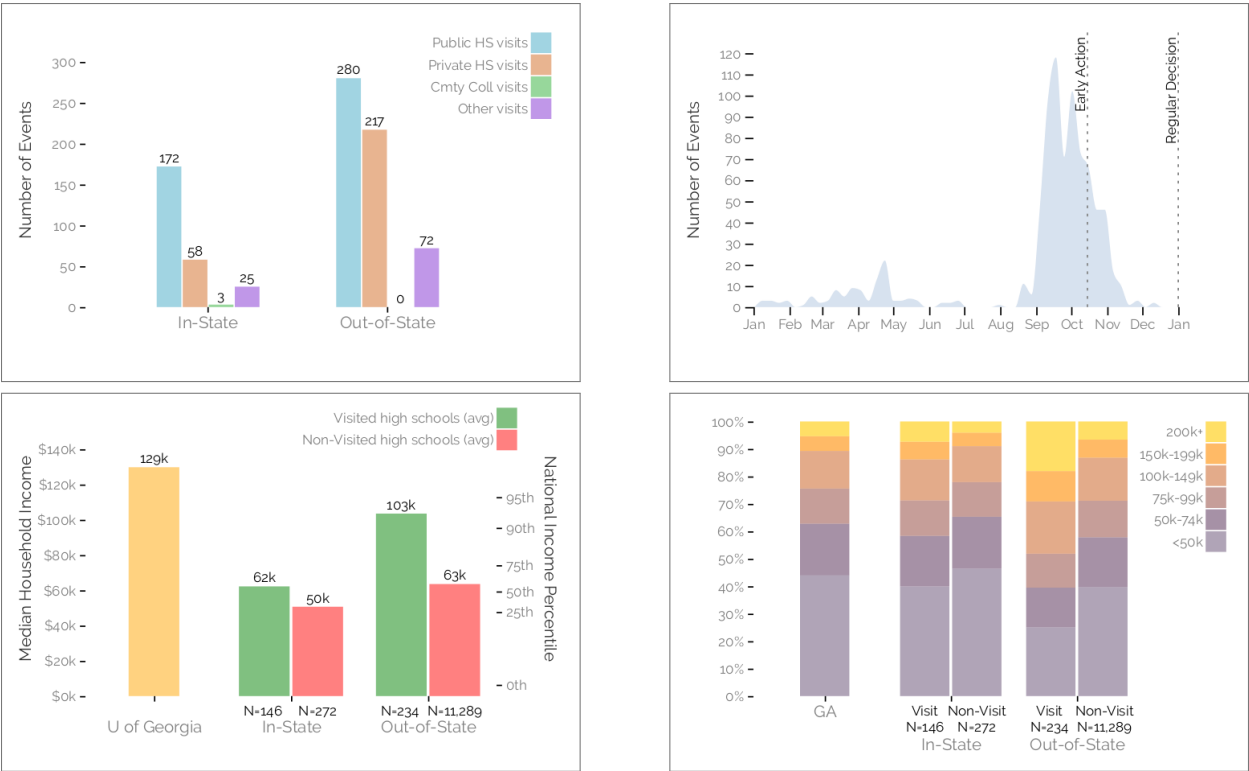 Public HS visits
Private HS visits
Cmty Coll visits
Other visits
Number of Events
300
250
200
150
100
50
0
172
58
3
25
280
217
0
72
In-State
Out-of-State
Number of Events
120
110
100
90
80
70
60
50
40
30
20
10
0
Early Action
Regular Decision
Jan Feb Mar Apr May Jun Jul Aug Sep Oct Nov Dec Jan
Visited high schools (avg)
Non-Visited high schools (avg)
Median Household Income
$140k
$120k
$100k
$80k
$60k
$40k
$20k
$0k
129k
62k
50k
103k
63k
National Income Percentile
95th
90th
75th
50th
25th
0th
N=146 N=272
N=234 N=11,289
U of Georgia
In-State
Out-of-State
100%
90%
80%
70%
60%
50%
40%
30%
20%
10%
0%
200k+
150k-199k
100k-149k
75k-99k
50k-74k
<50k
GA
Visit Non-Visit
N=146 N=272
In-State
Visit Non-Visit
N=234 N=11,289
Out-of-State